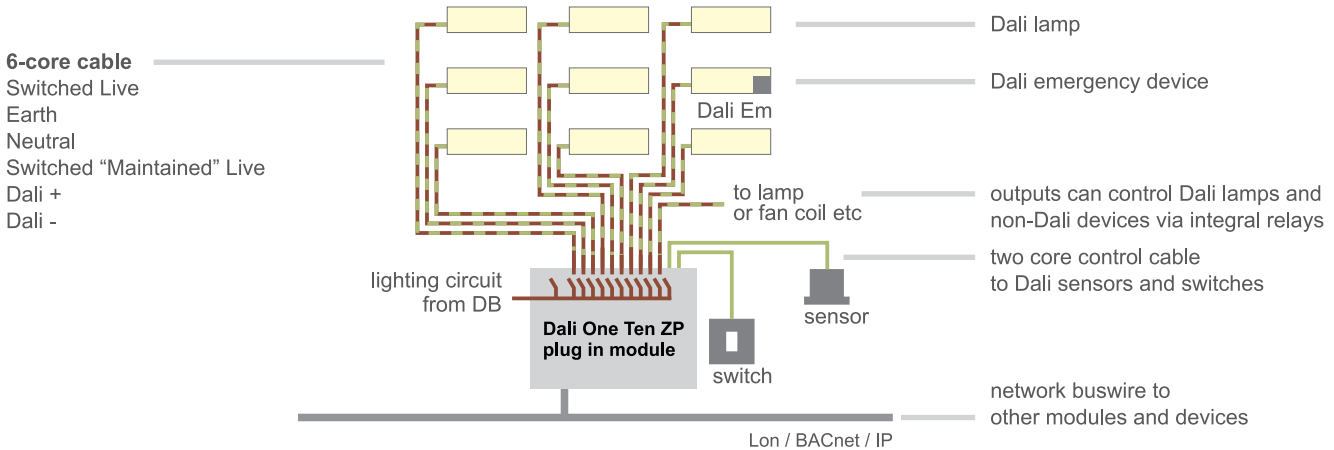 Dali lamp
6-core cable
Switched Live
Earth
Neutral
Switched “Maintained” Live
Dali +
Dali -
Dali emergency device
Dali Em
to lamp
or fan coil etc
outputs can control Dali lamps and
non-Dali devices via integral relays
two core control cable
to Dali sensors and switches
lighting circuit
from DB
sensor
Dali One Ten ZP
plug in module
switch
network buswire to
other modules and devices
Lon / BACnet / IP